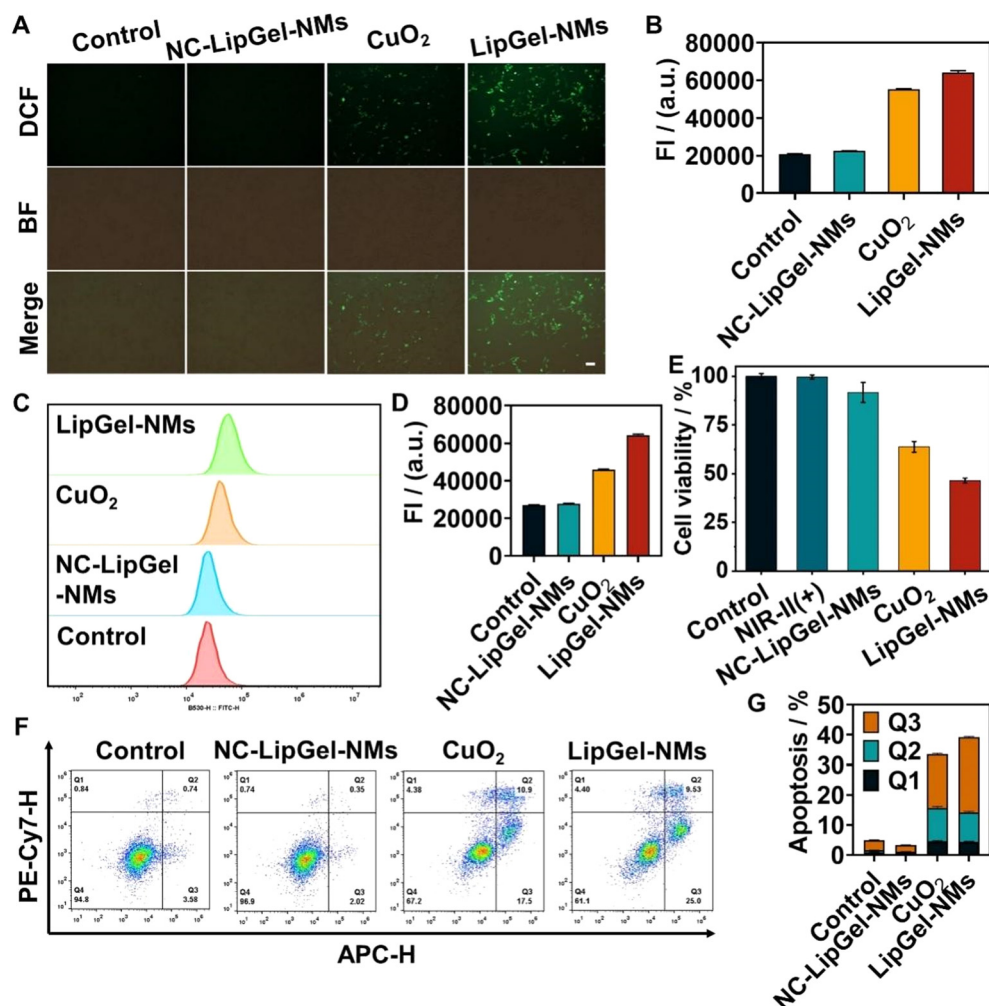 A
Control
NC-LipGel-NMs
CuO₂
LipGel-NMs
DCF
BF
Merge
B
FI / (a.u.)
80000
60000
40000
20000
0
Control
NC-LipGel-NMs
CuO₂
LipGel-NMs
C
LipGel-NMs
CuO₂
NC-LipGel
-NMs
Control
10² 10³ 10⁴ 10⁵ 10⁶ 10⁷
B530-H :: FITC-H
D
FI / (a.u.)
80000
60000
40000
20000
0
Control
NC-LipGel-NMs
CuO₂
LipGel-NMs
E
Cell viability / %
100
75
50
25
0
Control
NIR-II(+)
NC-LipGel-NMs
CuO₂
LipGel-NMs
F
PE-Cy7-H
Control
Q1
0.84
Q2
0.74
Q4
94.8
Q3
3.58
NC-LipGel-NMs
Q1
0.74
Q2
0.35
Q4
96.9
Q3
2.02
CuO₂
Q1
4.38
Q2
10.9
Q4
67.2
Q3
17.5
LipGel-NMs
Q1
4.40
Q2
9.53
Q4
61.1
Q3
25.0
APC-H
G
Apoptosis / %
50
40
30
20
10
0
Q3
Q2
Q1
Control
NC-LipGel-NMs
CuO₂
LipGel-NMs